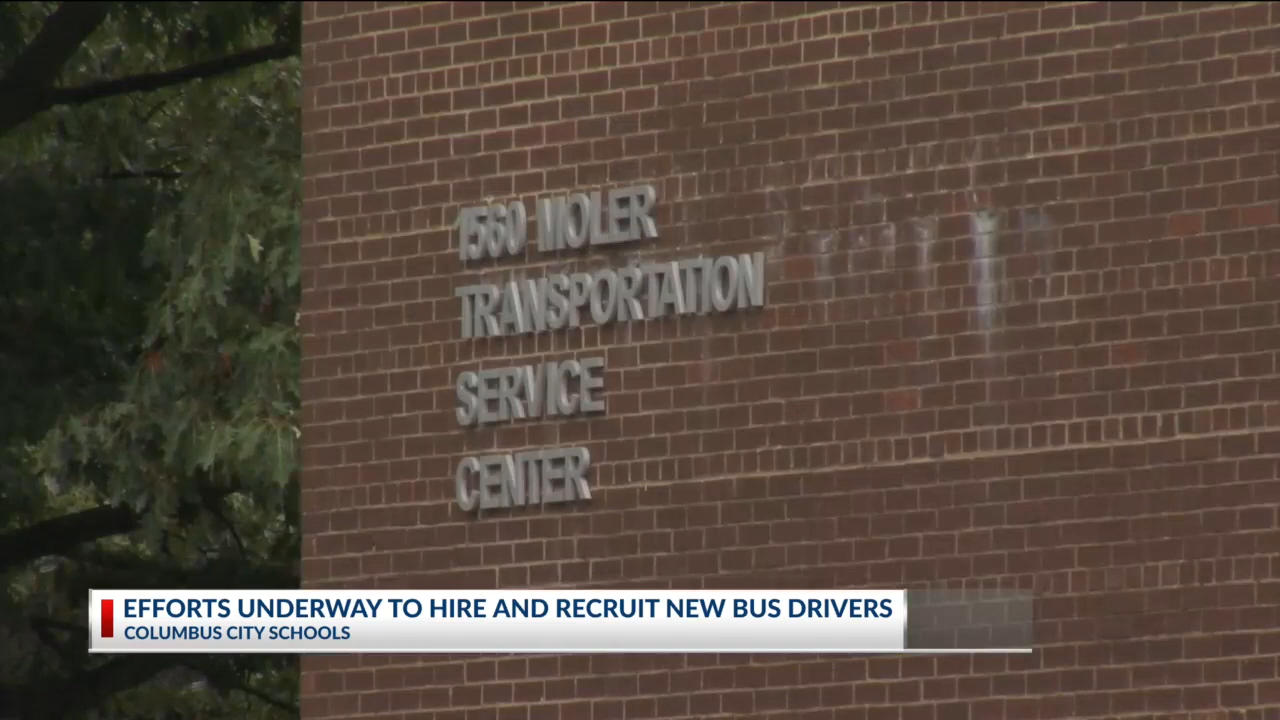 1560 MOLER
TRANSPORTATION
SERVICE
CENTER
EFFORTS UNDERWAY TO HIRE AND RECRUIT NEW BUS DRIVERS
COLUMBUS CITY SCHOOLS